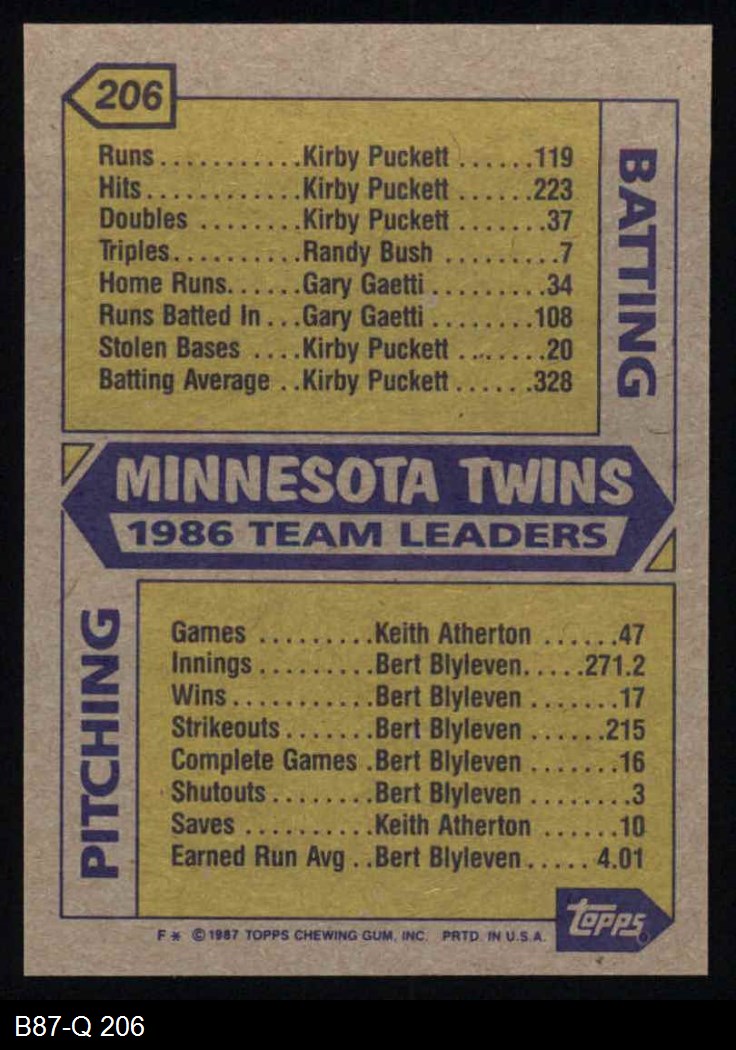 206
BATTING
Runs...........Kirby Puckett ......119
Hits............Kirby Puckett ......223
Doubles ........Kirby Puckett .......37
Triples..........Randy Bush .........7
Home Runs......Gary Gaetti.........34
Runs Batted In...Gary Gaetti........108
Stolen Bases ....Kirby Puckett .......20
Batting Average ..Kirby Puckett......328
MINNESOTA TWINS
1986 TEAM LEADERS
PITCHING
Games .........Keith Atherton ......47
Innings.........Bert Blyleven.....271.2
Wins...........Bert Blyleven.......17
Strikeouts.......Bert Blyleven ......215
Complete Games .Bert Blyleven.......16
Shutouts........Bert Blyleven ........3
Saves ..........Keith Atherton ......10
Earned Run Avg ..Bert Blyleven..... 4.01
Topps
F * © 1987 TOPPS CHEWING GUM, INC. PRTD. IN U.S.A.
B87-Q 206